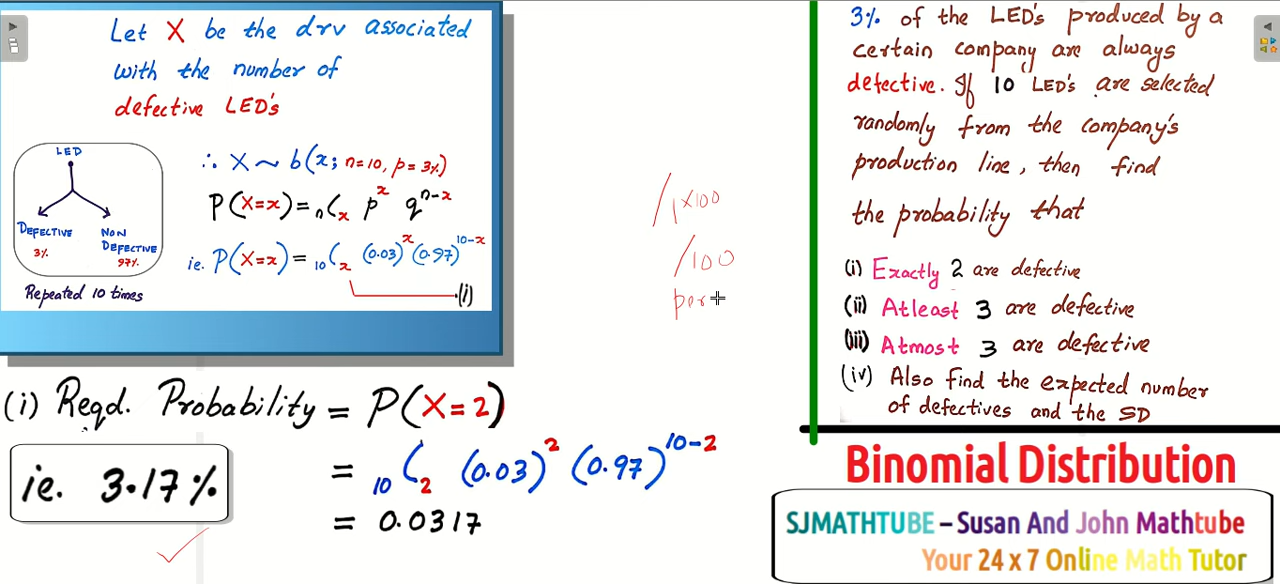 Let X be the drv associated
with the number of
defective LED's
LED
DEFECTIVE
3%
NON
DEFECTIVE
97%
Repeated 10 times
∴ X ~ b(x; n=10, p=3%)
P(X=x) = nCx p^x q^n-x
ie. P(X=x) = 10Cx (0.03)^x (0.97)^10-x
(i)
(i) Reqd. Probability = P(X=2)
= 10C2 (0.03)^2 (0.97)^10-2
= 0.0317
ie. 3.17%
/1×100
/100
per
3% of the LED's produced by a
certain company are always
defective. If 10 LED's are selected
randomly from the company's
production line, then find
the probability that
(i) Exactly 2 are defective
(ii) Atleast 3 are defective
(iii) Atmost 3 are defective
(iv) Also find the expected number
of defectives and the SD
Binomial Distribution
SJMATHTUBE – Susan And John Mathtube
Your 24 x 7 Online Math Tutor